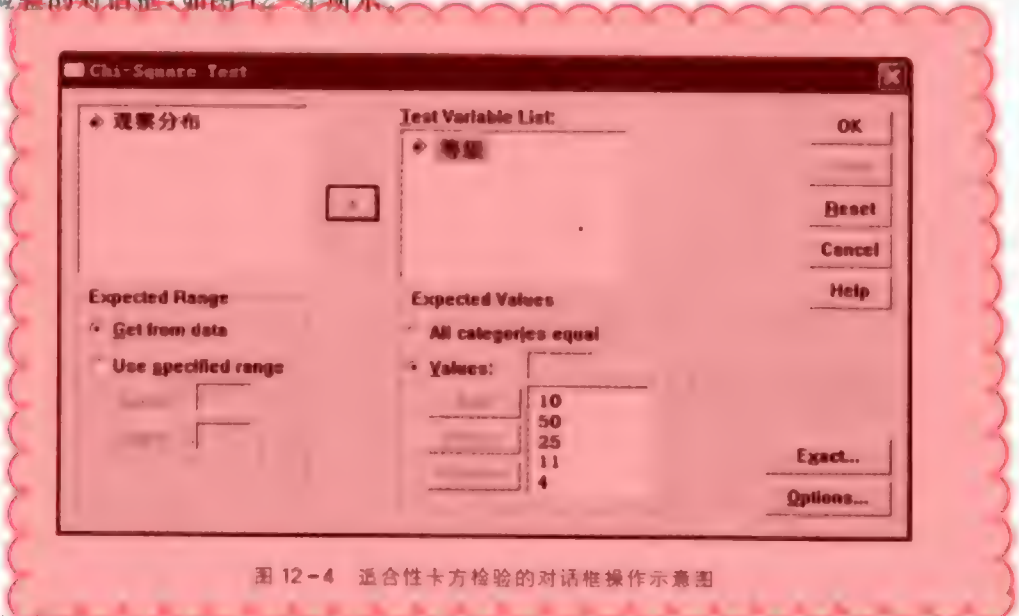 Chi-Square Test
观察分布
Test Variable List:
等级
OK
Reset
Cancel
Help
Expected Range
Get from data
Use specified range
Expected Values
All categories equal
Values:
10
50
25
11
4
Exact...
Options...
图 12-4 适合性卡方检验的对话框操作示意图